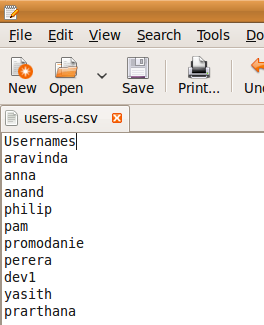 File Edit View Search Tools Do
New Open Save Print... Und
users-a.csv
Usernames
aravinda
anna
anand
philip
pam
promodanie
perera
dev1
yasith
prarthana